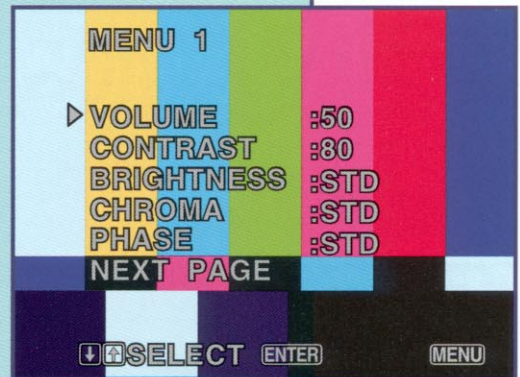 MENU 1
▷VOLUME :50
CONTRAST :80
BRIGHTNESS :STD
CHROMA :STD
PHASE :STD
NEXT PAGE
↓↑SELECT ENTER MENU